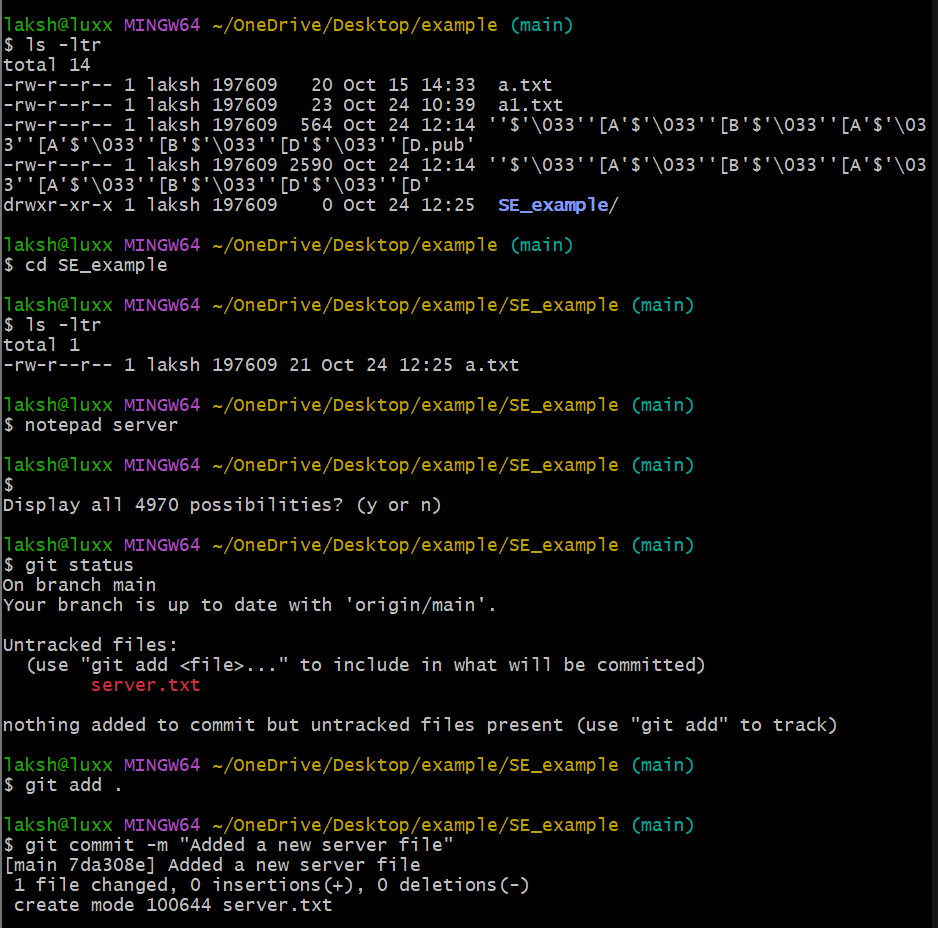 laksh@luxx MINGW64 ~/OneDrive/Desktop/example (main)
$ ls -ltr
total 14
-rw-r--r-- 1 laksh 197609   20 Oct 15 14:33  a.txt
-rw-r--r-- 1 laksh 197609   23 Oct 24 10:39  a1.txt
-rw-r--r-- 1 laksh 197609  564 Oct 24 12:14 ''$'\033''[A'$'\033''[B'$'\033''[A'$'\03
3''[A'$'\033''[B'$'\033''[D'$'\033''[D.pub'
-rw-r--r-- 1 laksh 197609 2590 Oct 24 12:14 ''$'\033''[A'$'\033''[B'$'\033''[A'$'\03
3''[A'$'\033''[B'$'\033''[D'$'\033''[D'
drwxr-xr-x 1 laksh 197609    0 Oct 24 12:25  SE_example/
laksh@luxx MINGW64 ~/OneDrive/Desktop/example (main)
$ cd SE_example
laksh@luxx MINGW64 ~/OneDrive/Desktop/example/SE_example (main)
$ ls -ltr
total 1
-rw-r--r-- 1 laksh 197609 21 Oct 24 12:25 a.txt
laksh@luxx MINGW64 ~/OneDrive/Desktop/example/SE_example (main)
$ notepad server
laksh@luxx MINGW64 ~/OneDrive/Desktop/example/SE_example (main)
$
Display all 4970 possibilities? (y or n)
laksh@luxx MINGW64 ~/OneDrive/Desktop/example/SE_example (main)
$ git status
On branch main
Your branch is up to date with 'origin/main'.
Untracked files:
  (use "git add <file>..." to include in what will be committed)
        server.txt
nothing added to commit but untracked files present (use "git add" to track)
laksh@luxx MINGW64 ~/OneDrive/Desktop/example/SE_example (main)
$ git add .
laksh@luxx MINGW64 ~/OneDrive/Desktop/example/SE_example (main)
$ git commit -m "Added a new server file"
[main 7da308e] Added a new server file
 1 file changed, 0 insertions(+), 0 deletions(-)
 create mode 100644 server.txt